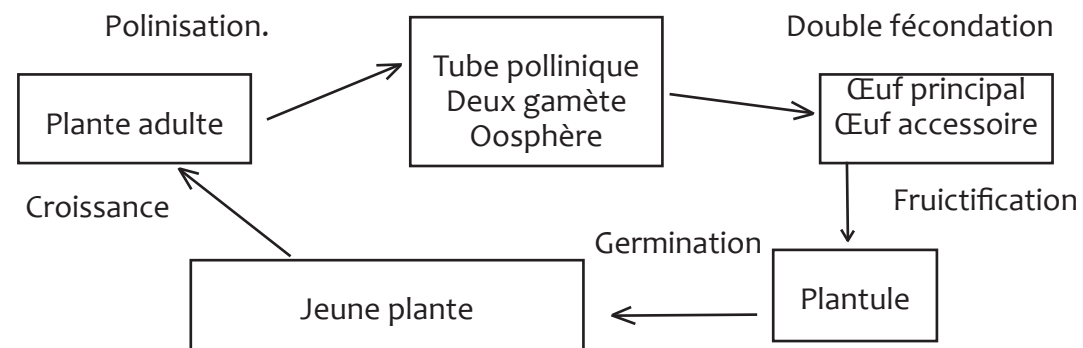 Polinisation.
Double fécondation
Tube pollinique
Deux gamète
Oosphère
Plante adulte
Œuf principal
Œuf accessoire
Croissance
Fruictification
Germination
Plantule
Jeune plante